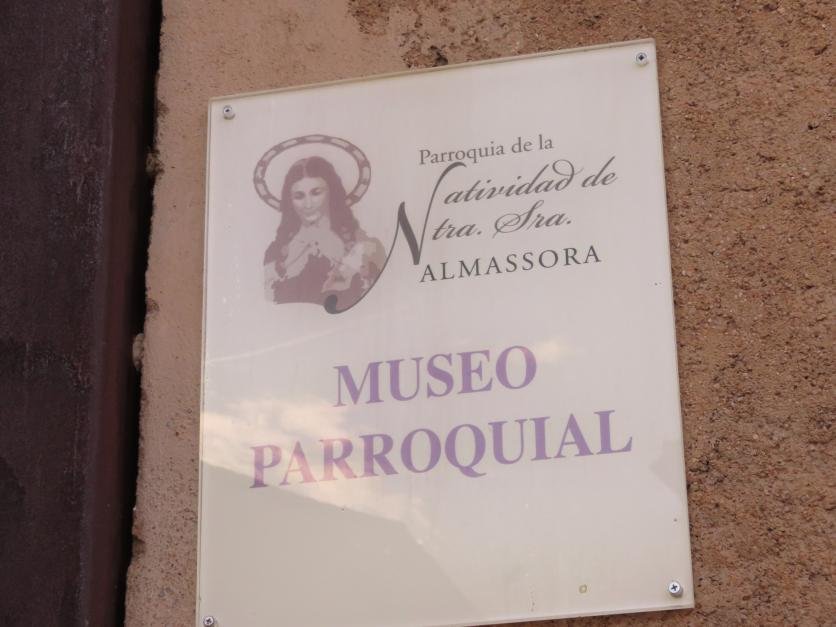 Parroquia de la
Natividad de
Ntra. Sra.
ALMASSORA
MUSEO
PARROQUIAL